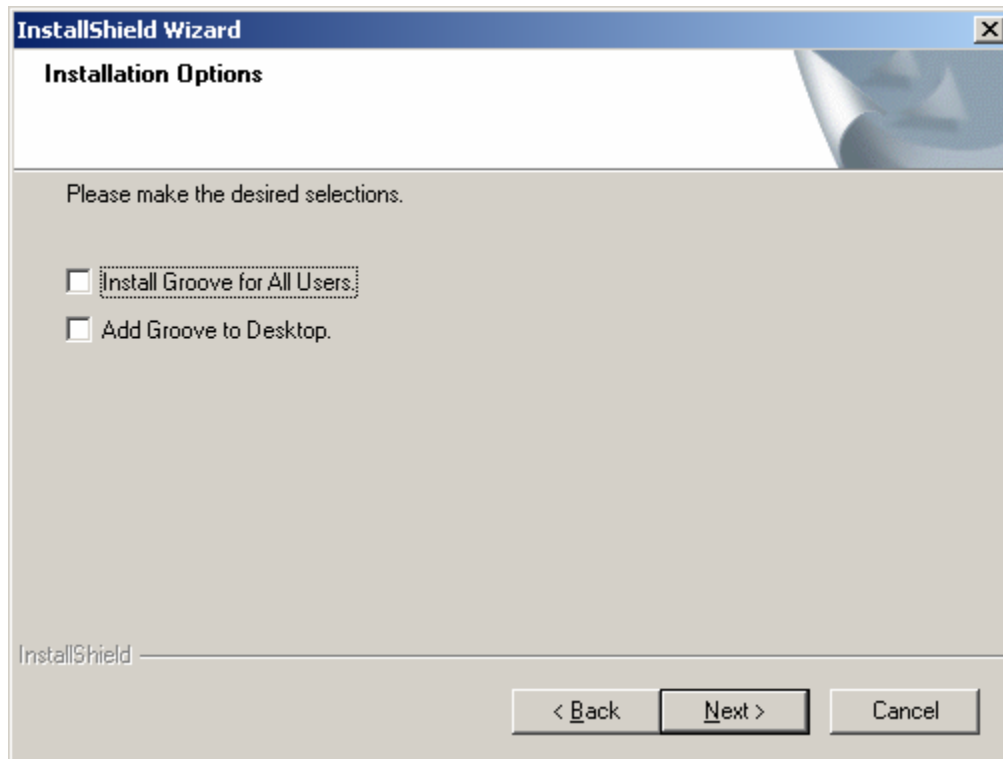 InstallShield Wizard
Installation Options
Please make the desired selections.
Install Groove for All Users.
Add Groove to Desktop.
InstallShield
< Back
Next >
Cancel